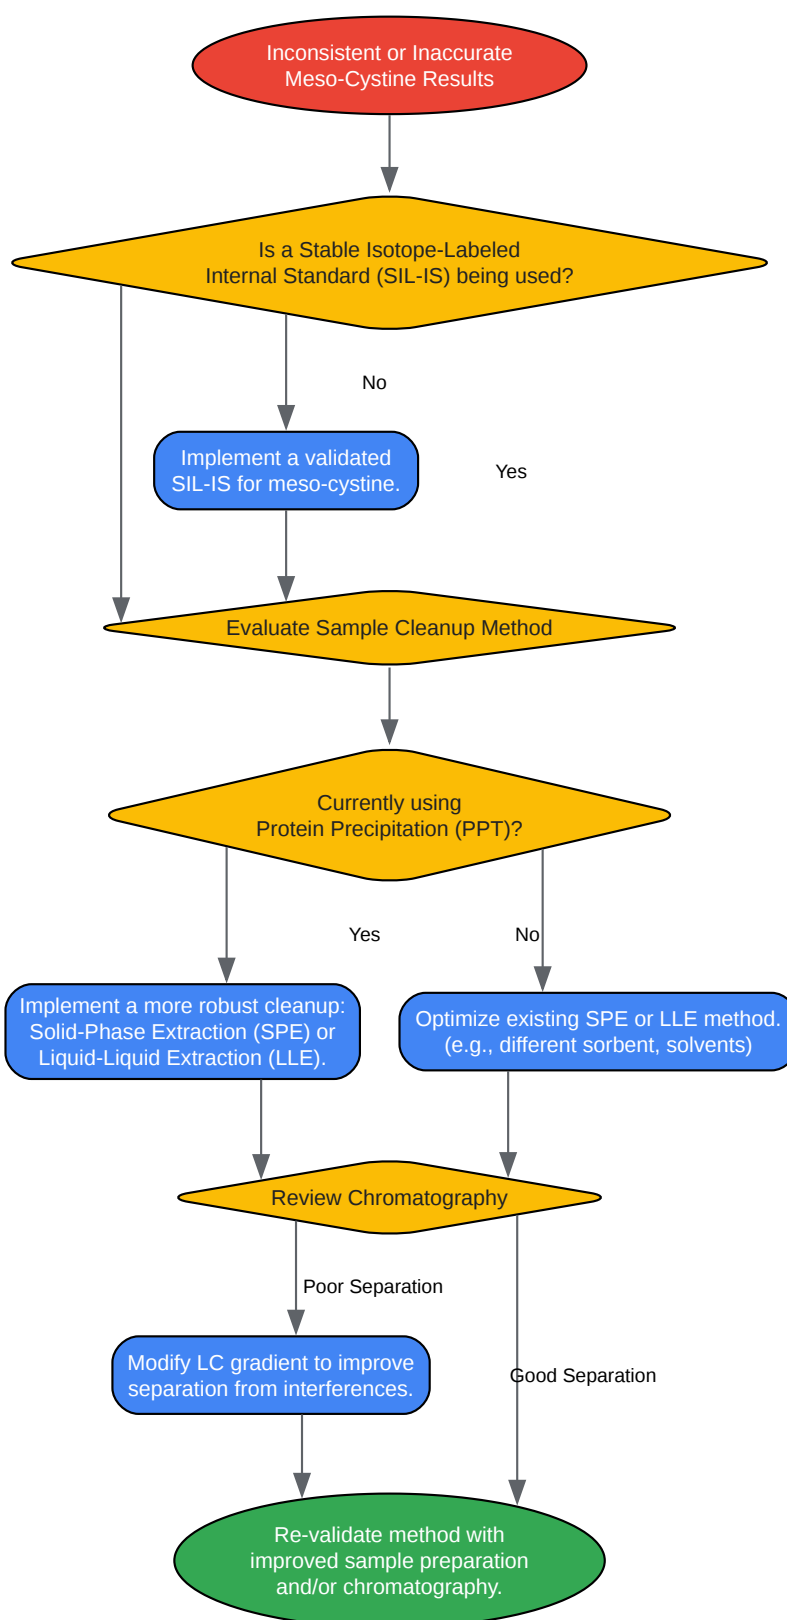 Inconsistent or Inaccurate
Meso-Cystine Results
Is a Stable Isotope-Labeled
Internal Standard (SIL-IS) being used?
No
Implement a validated
SIL-IS for meso-cystine.
Yes
Evaluate Sample Cleanup Method
Currently using
Protein Precipitation (PPT)?
Yes
No
Implement a more robust cleanup:
Solid-Phase Extraction (SPE) or
Liquid-Liquid Extraction (LLE).
Optimize existing SPE or LLE method.
(e.g., different sorbent, solvents)
Review Chromatography
Poor Separation
Modify LC gradient to improve
separation from interferences.
Good Separation
Re-validate method with
improved sample preparation
and/or chromatography.